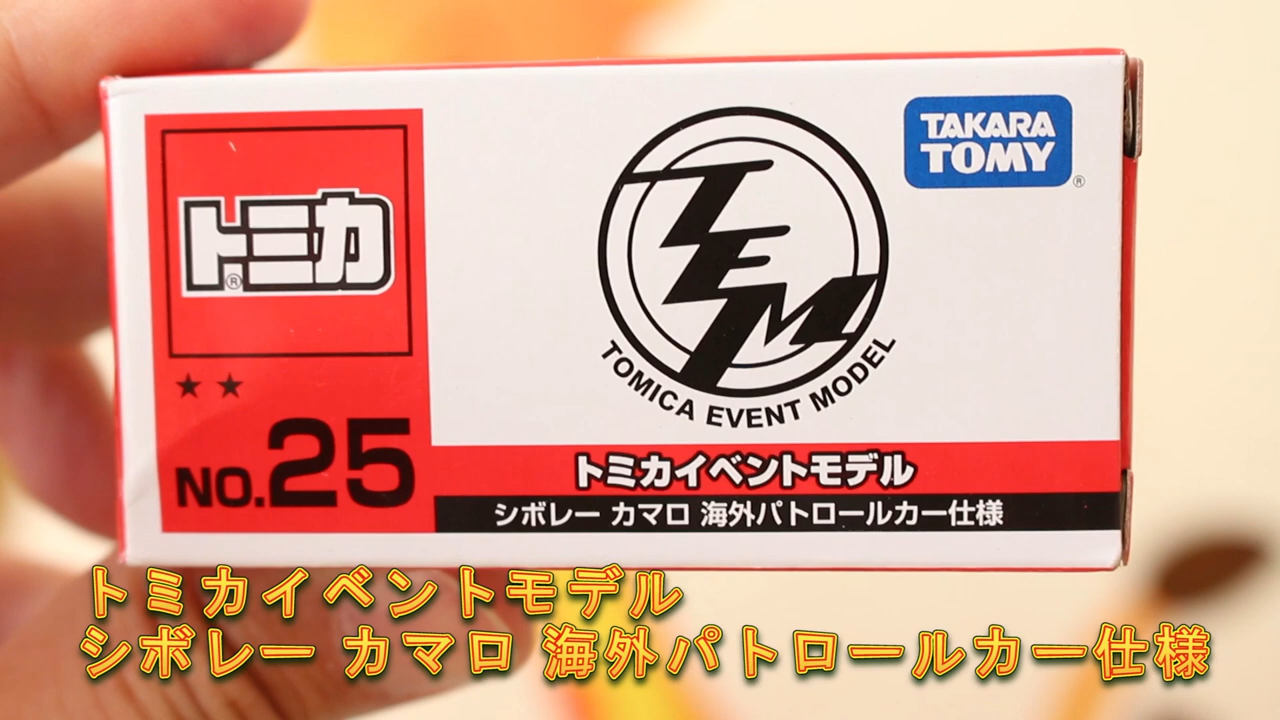 トミカ®
★★
NO.25
TEM
TOMICA EVENT MODEL
TAKARA
TOMY®
トミカイベントモデル
シボレー カマロ 海外パトロールカー仕様
トミカイベントモデル
シボレー カマロ 海外パトロールカー仕様